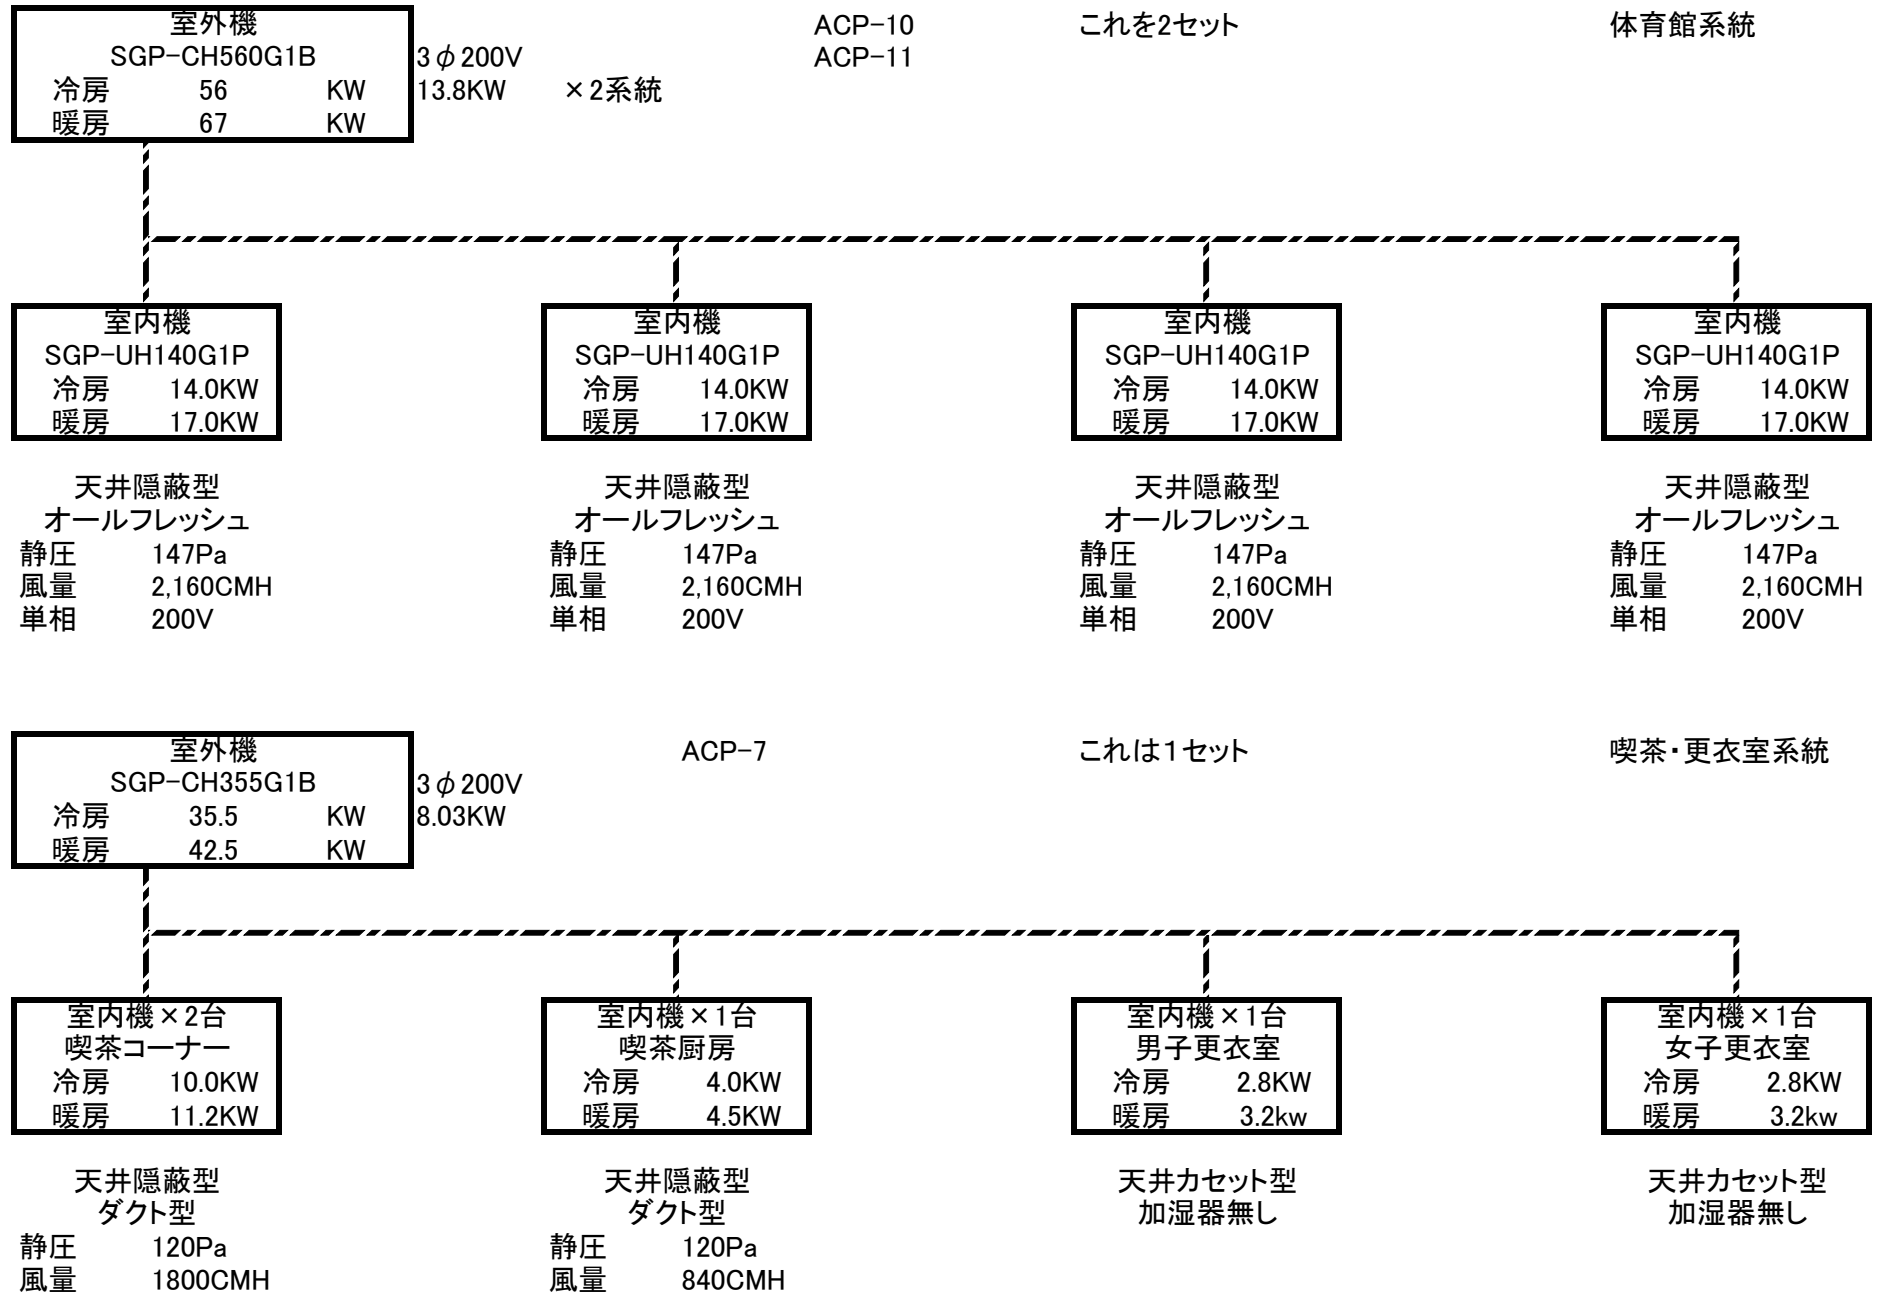 室外機 ACP-10 これを2セット 体育館系統
SGP-CH560G1B 3φ200V ACP-11
冷房 56 KW 13.8KW ×2系統
暖房 67 KW
室内機 室内機 室内機 室内機
SGP-UH140G1P SGP-UH140G1P SGP-UH140G1P SGP-UH140G1P
冷房 14.0KW 冷房 14.0KW 冷房 14.0KW 冷房 14.0KW
暖房 17.0KW 暖房 17.0KW 暖房 17.0KW 暖房 17.0KW
天井隠蔽型 天井隠蔽型 天井隠蔽型 天井隠蔽型
オールフレッシュ オールフレッシュ オールフレッシュ オールフレッシュ
静圧 147Pa 静圧 147Pa 静圧 147Pa 静圧 147Pa
風量 2,160CMH 風量 2,160CMH 風量 2,160CMH 風量 2,160CMH
単相 200V 単相 200V 単相 200V 単相 200V
室外機 ACP-7 これは1セット 喫茶・更衣室系統
SGP-CH355G1B 3φ200V
冷房 35.5 KW 8.03KW
暖房 42.5 KW
室内機×2台 室内機×1台 室内機×1台 室内機×1台
喫茶コーナー 喫茶厨房 男子更衣室 女子更衣室
冷房 10.0KW 冷房 4.0KW 冷房 2.8KW 冷房 2.8KW
暖房 11.2KW 暖房 4.5KW 暖房 3.2kw 暖房 3.2kw
天井隠蔽型 天井隠蔽型 天井カセット型 天井カセット型
ダクト型 ダクト型 加湿器無し 加湿器無し
静圧 120Pa 静圧 120Pa
風量 1800CMH 風量 840CMH